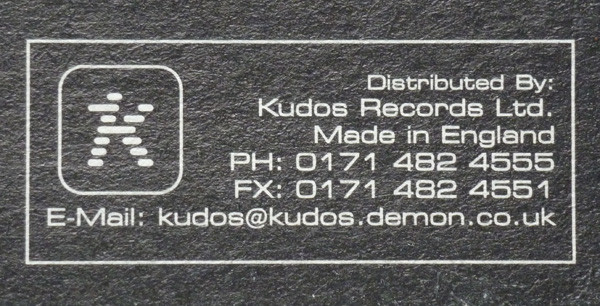 Distributed By:
Kudos Records Ltd.
Made in England
PH: 0171 482 4555
FX: 0171 482 4551
E-Mail: kudos@kudos.demon.co.uk